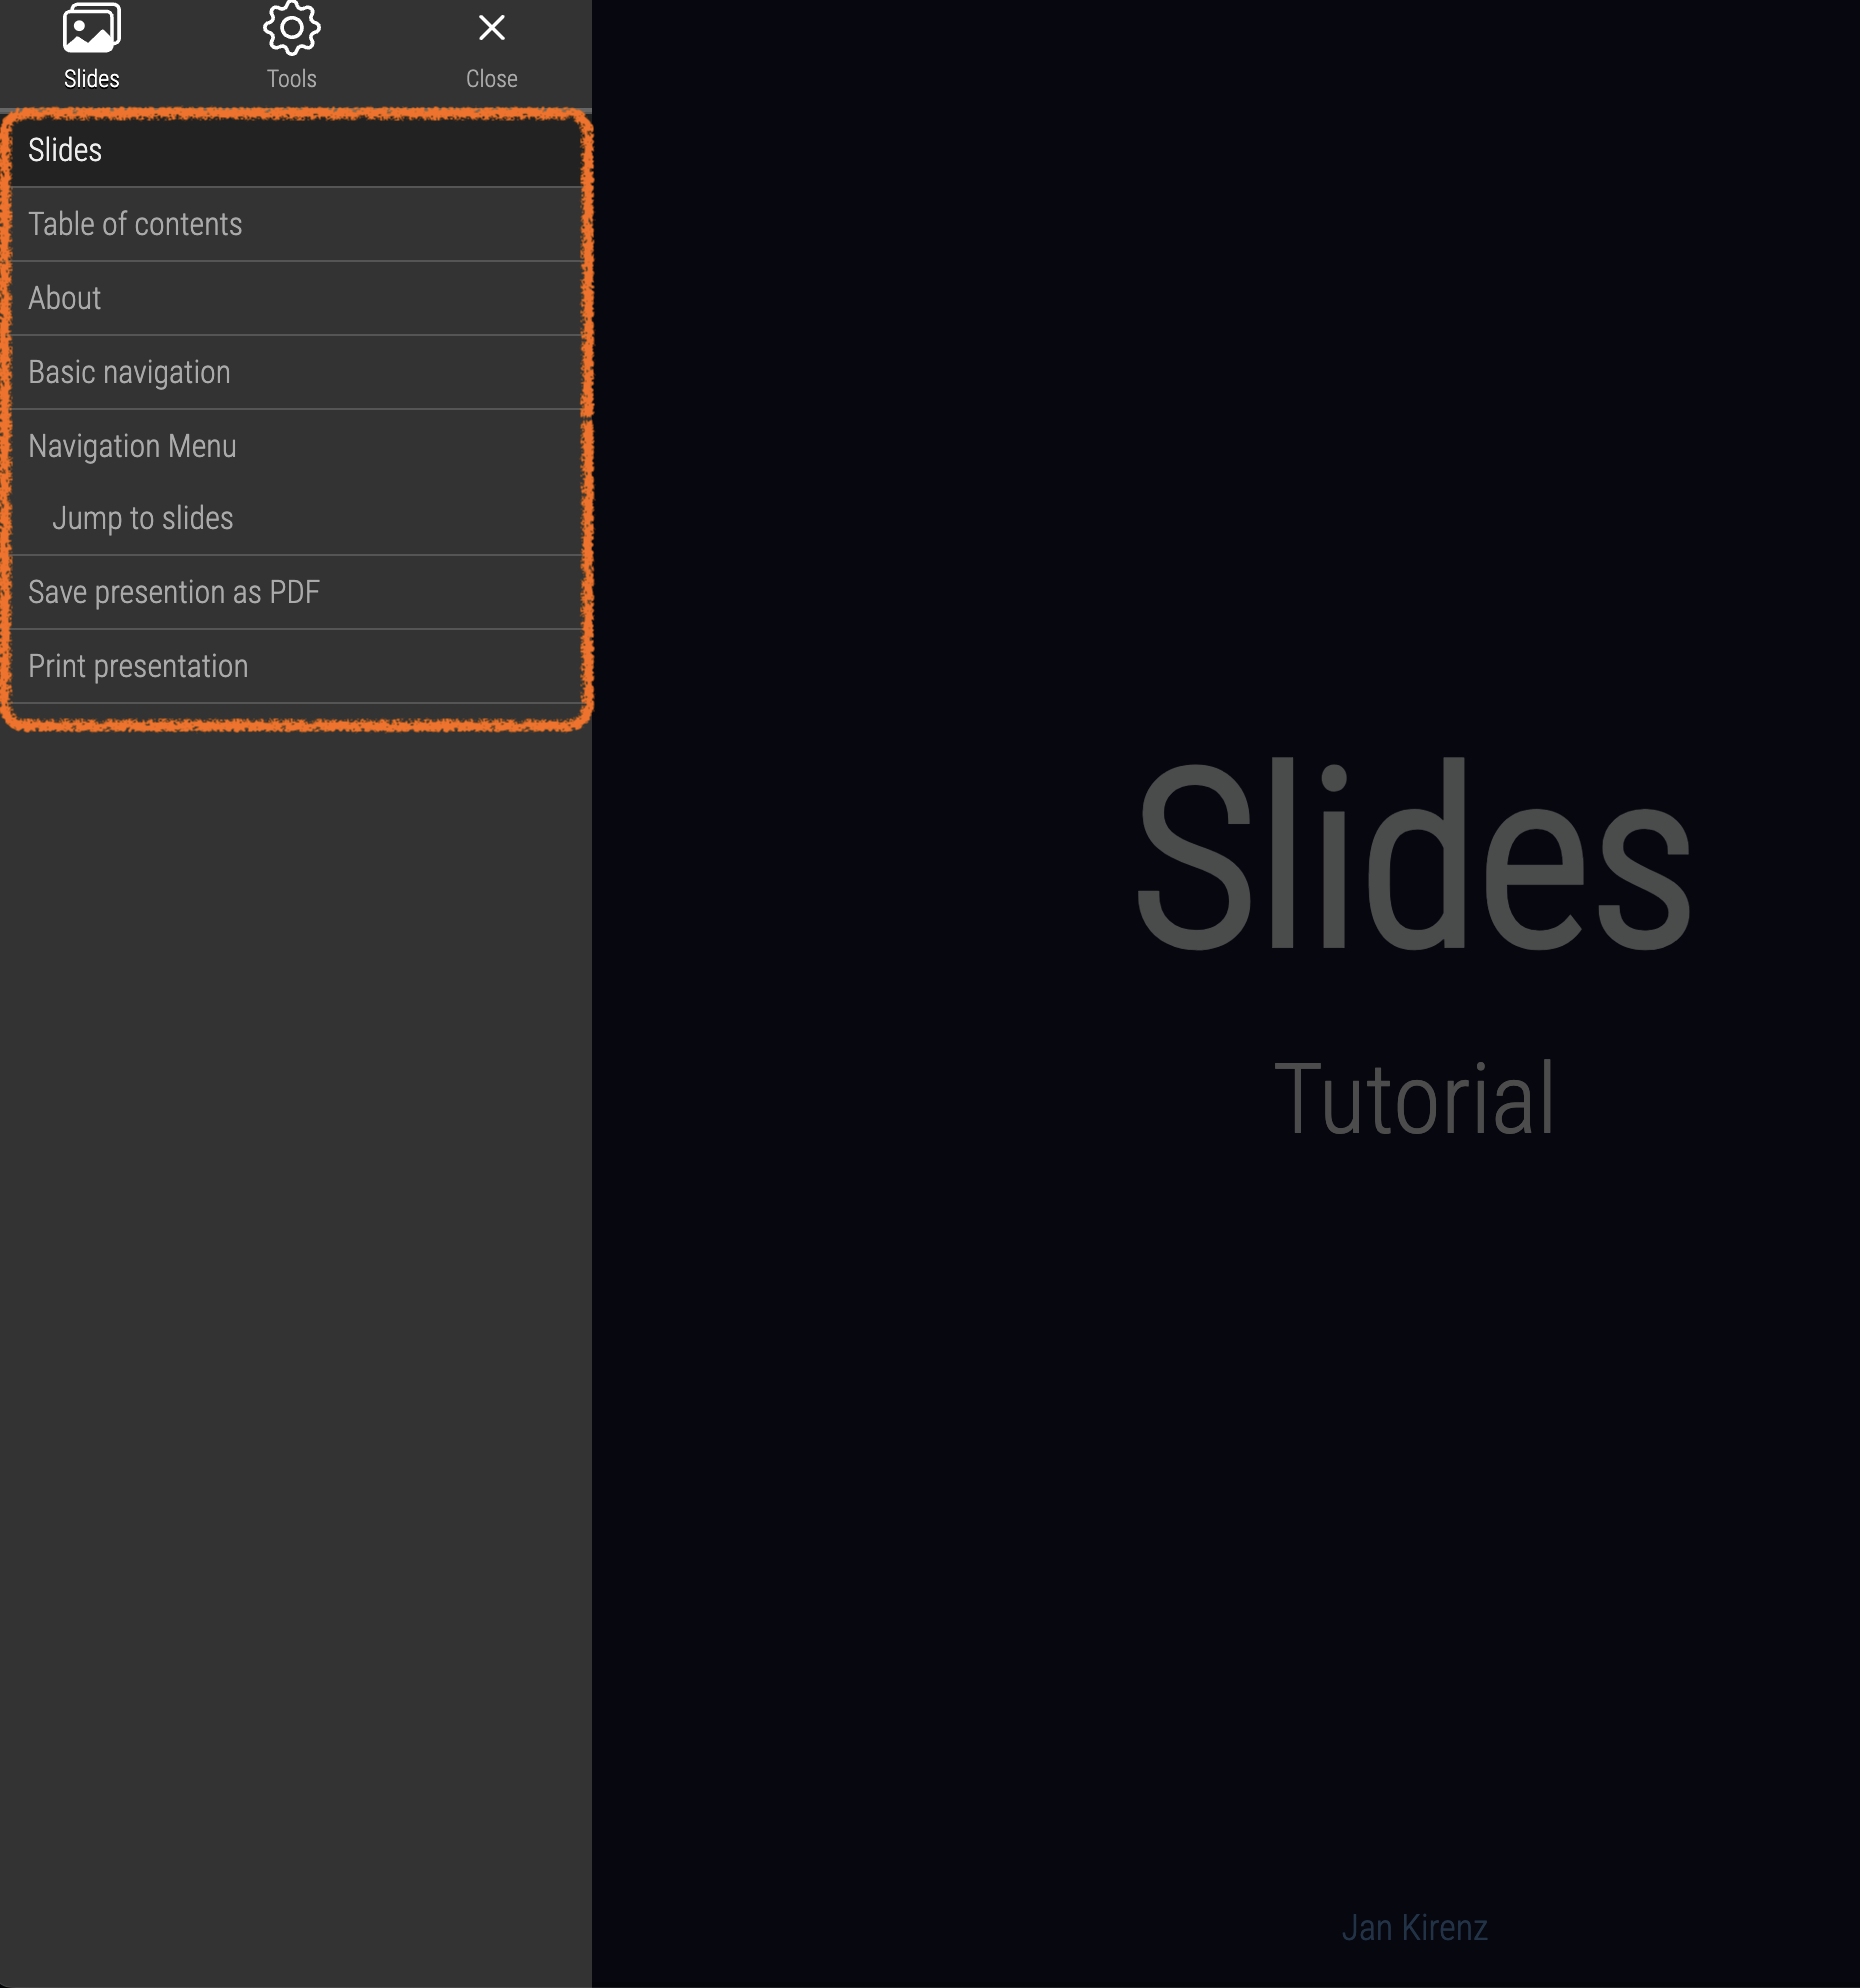 Slides Tools Close
Slides
Table of contents
About
Basic navigation
Navigation Menu
Jump to slides
Save presention as PDF
Print presentation
Slides
Tutorial
Jan Kirenz